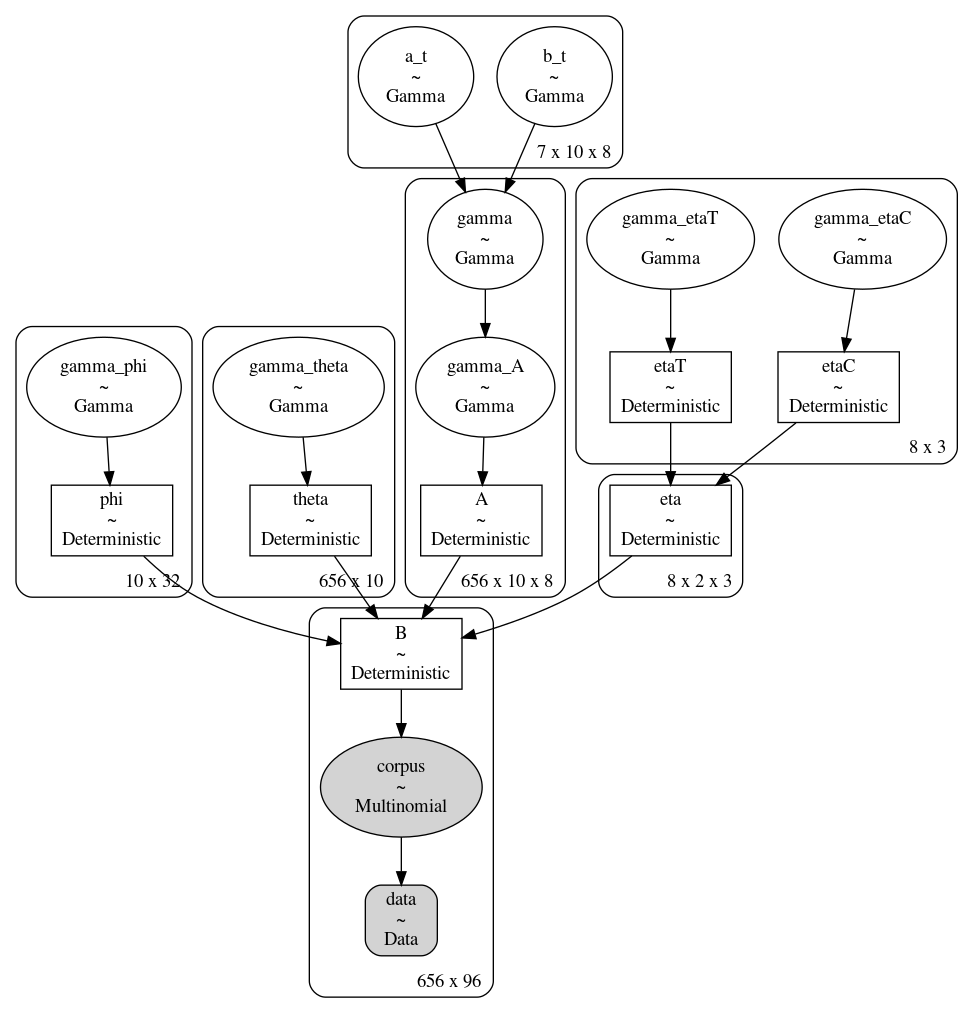 a_t
~
Gamma
b_t
~
Gamma
7 x 10 x 8
gamma
~
Gamma
gamma_etaT
~
Gamma
gamma_etaC
~
Gamma
gamma_phi
~
Gamma
gamma_theta
~
Gamma
gamma_A
~
Gamma
etaT
~
Deterministic
etaC
~
Deterministic
8 x 3
phi
~
Deterministic
10 x 32
theta
~
Deterministic
656 x 10
A
~
Deterministic
656 x 10 x 8
eta
~
Deterministic
8 x 2 x 3
B
~
Deterministic
corpus
~
Multinomial
data
~
Data
656 x 96